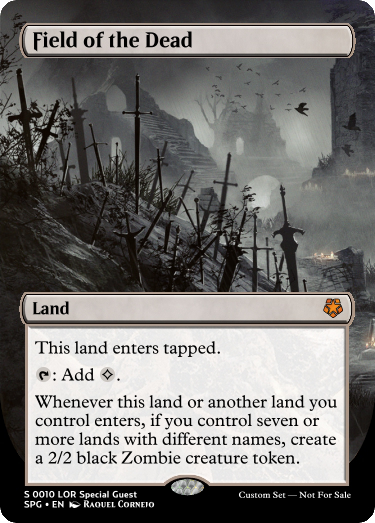 Field of the Dead
Land
This land enters tapped.
: Add .
Whenever this land or another land you
control enters, if you control seven or
more lands with different names, create
a 2/2 black Zombie creature token.
S 0010 LOR Special Guest
SPG • EN Raquel Cornejo
Custom Set — Not For Sale